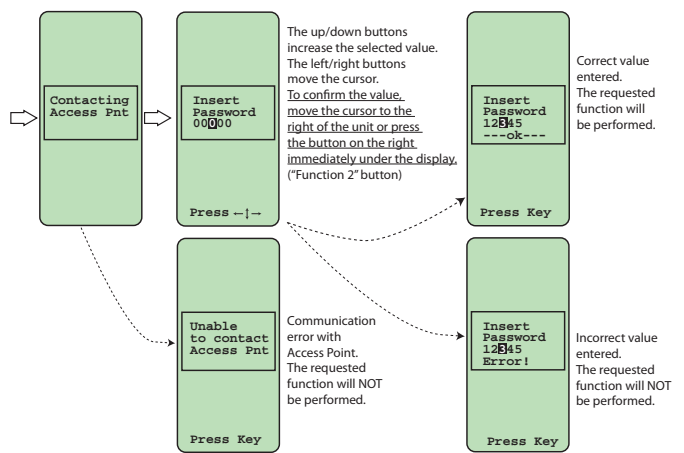 Contacting
Access Pnt
Insert
Password
00000
Press ←↕→
The up/down buttons
increase the selected value.
The left/right buttons
move the cursor.
To confirm the value,
move the cursor to the
right of the unit or press
the button on the right
immediately under the display.
("Function 2" button)
Insert
Password
12345
---ok---
Press Key
Correct value
entered.
The requested
function will
be performed.
Unable
to contact
Access Pnt
Press Key
Communication
error with
Access Point.
The requested
function will NOT
be performed.
Insert
Password
12345
Error!
Press Key
Incorrect value
entered.
The requested
function will NOT
be performed.